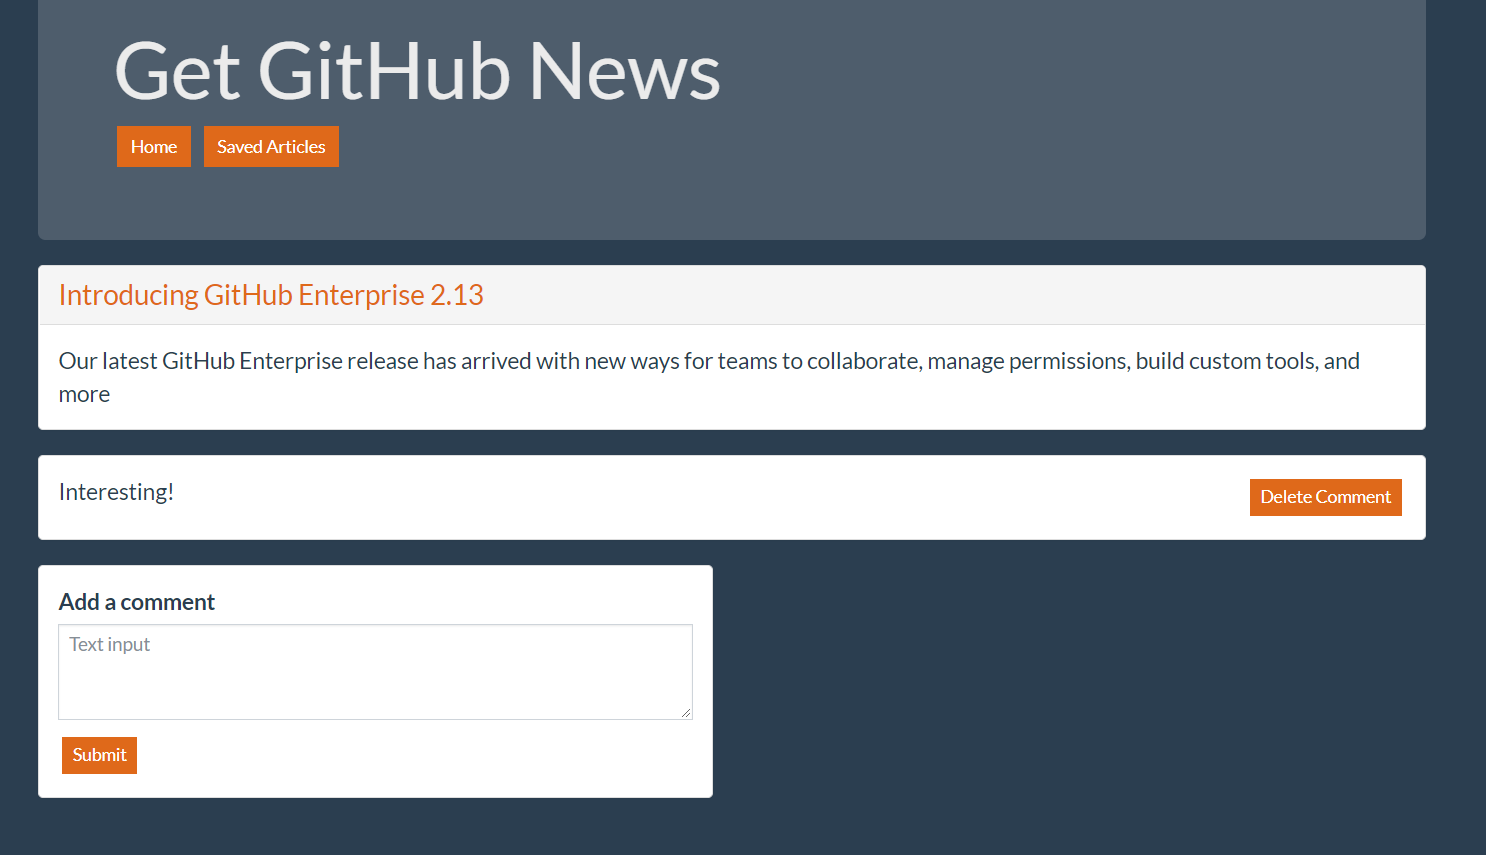 Get GitHub News
Home Saved Articles
Introducing GitHub Enterprise 2.13
Our latest GitHub Enterprise release has arrived with new ways for teams to collaborate, manage permissions, build custom tools, and
more
Interesting! Delete Comment
Add a comment
Text input
Submit